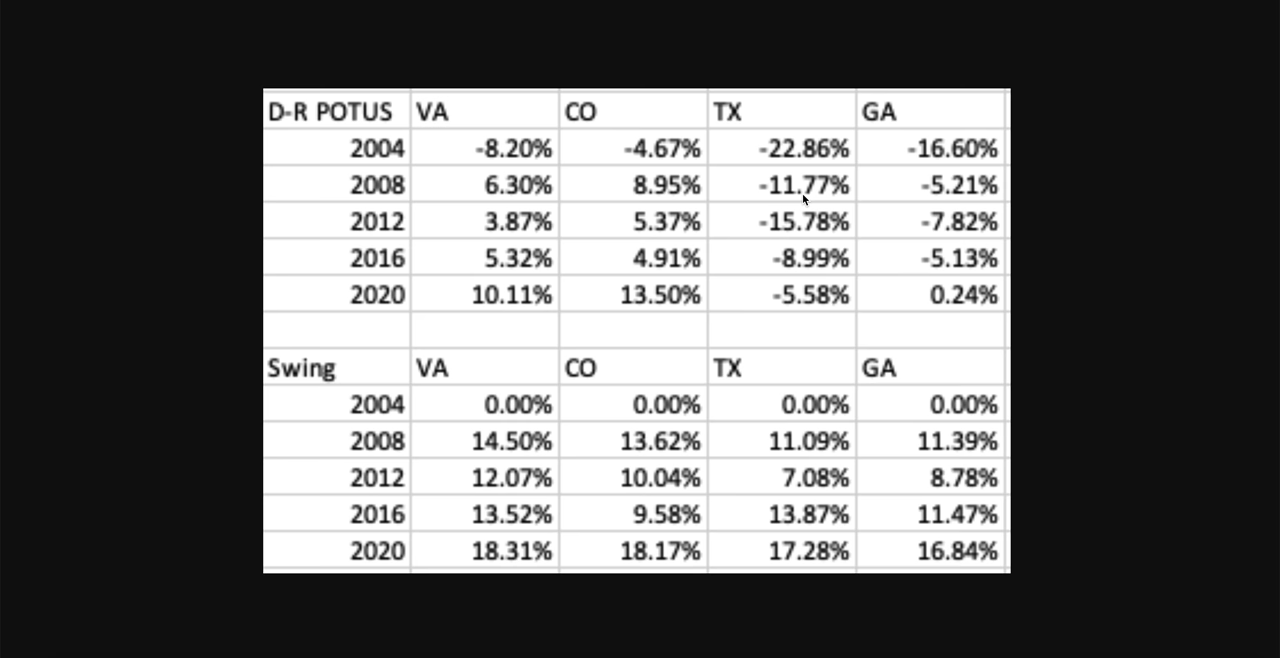 D-R POTUS VA CO TX GA
2004 -8.20% -4.67% -22.86% -16.60%
2008 6.30% 8.95% -11.77% -5.21%
2012 3.87% 5.37% -15.78% -7.82%
2016 5.32% 4.91% -8.99% -5.13%
2020 10.11% 13.50% -5.58% 0.24%
Swing VA CO TX GA
2004 0.00% 0.00% 0.00% 0.00%
2008 14.50% 13.62% 11.09% 11.39%
2012 12.07% 10.04% 7.08% 8.78%
2016 13.52% 9.58% 13.87% 11.47%
2020 18.31% 18.17% 17.28% 16.84%